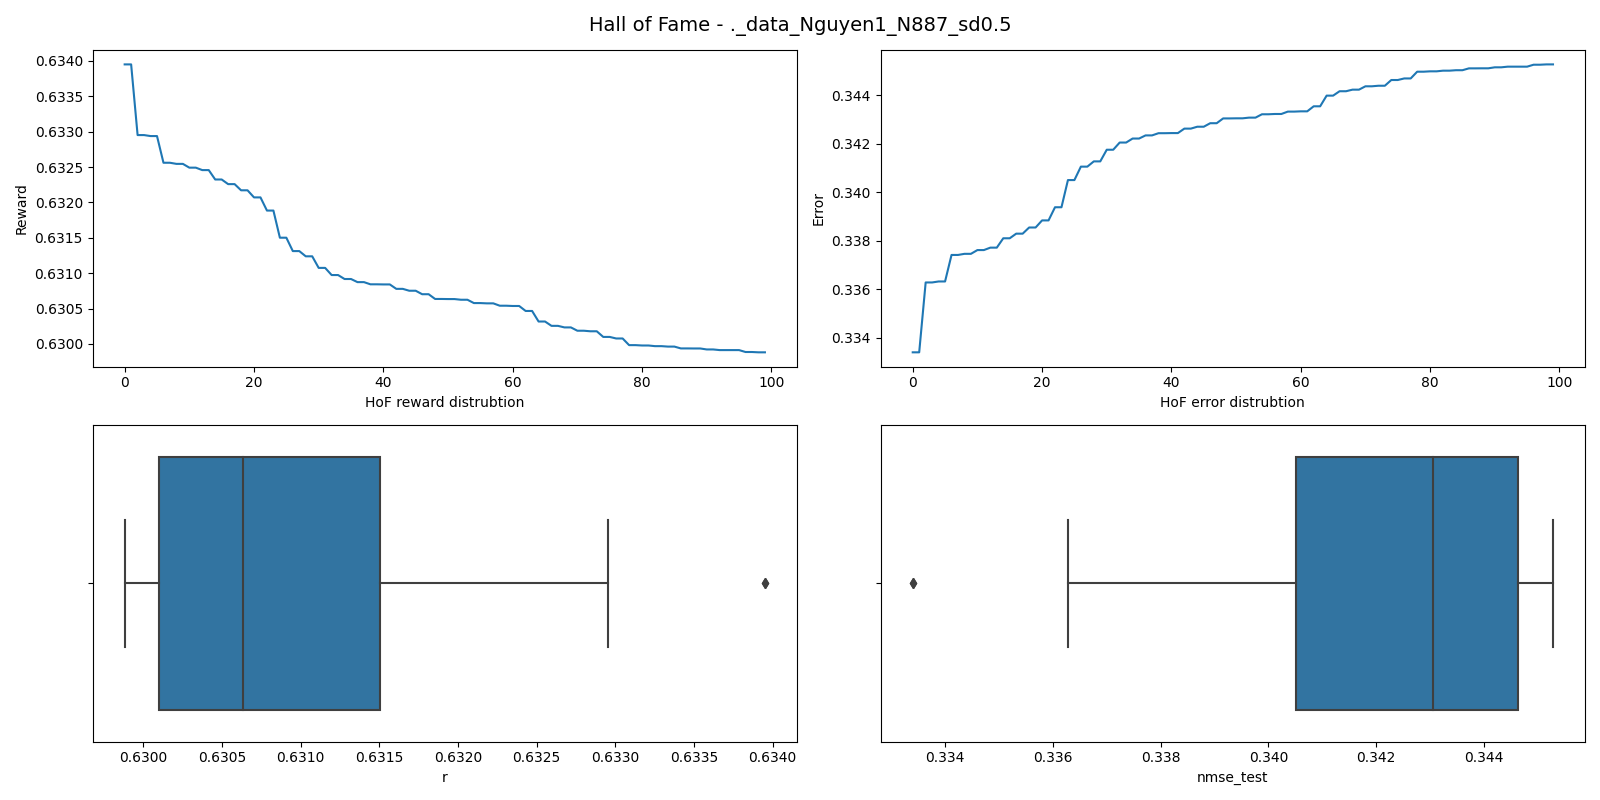 Hall of Fame - ._data_Nguyen1_N887_sd0.5
0.6340
0.6335
0.6330
0.6325
0.6320
0.6315
0.6310
0.6305
0.6300
Reward
0 20 40 60 80 100
HoF reward distrubtion
0.344
0.342
0.340
0.338
0.336
0.334
Error
0 20 40 60 80 100
HoF error distrubtion
0.6300 0.6305 0.6310 0.6315 0.6320 0.6325 0.6330 0.6335 0.6340
r
0.334 0.336 0.338 0.340 0.342 0.344
nmse_test